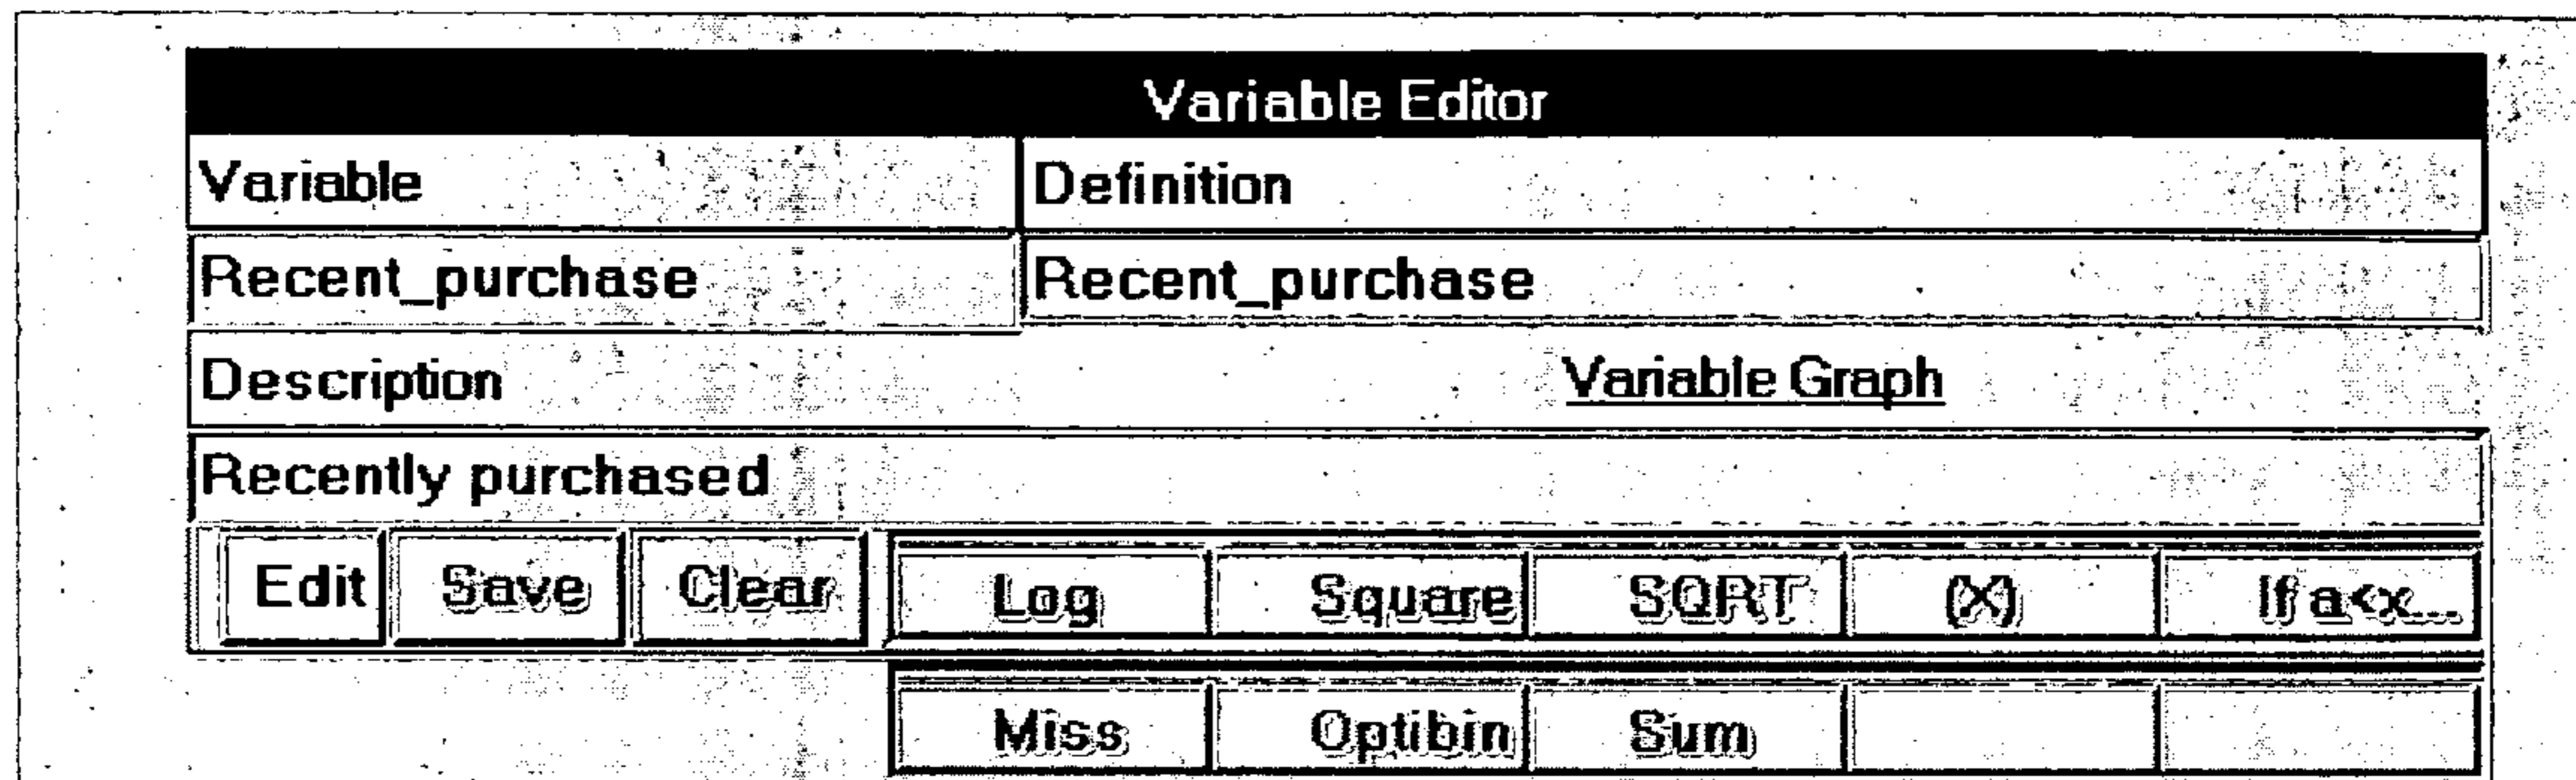 Variable Editor
Variable Definition
Recent_purchase Recent_purchase
Description Variable Graph
Recently purchased
Edit Save Clear Log Square SQRT (X) If a<x...
Miss Optibin Sum